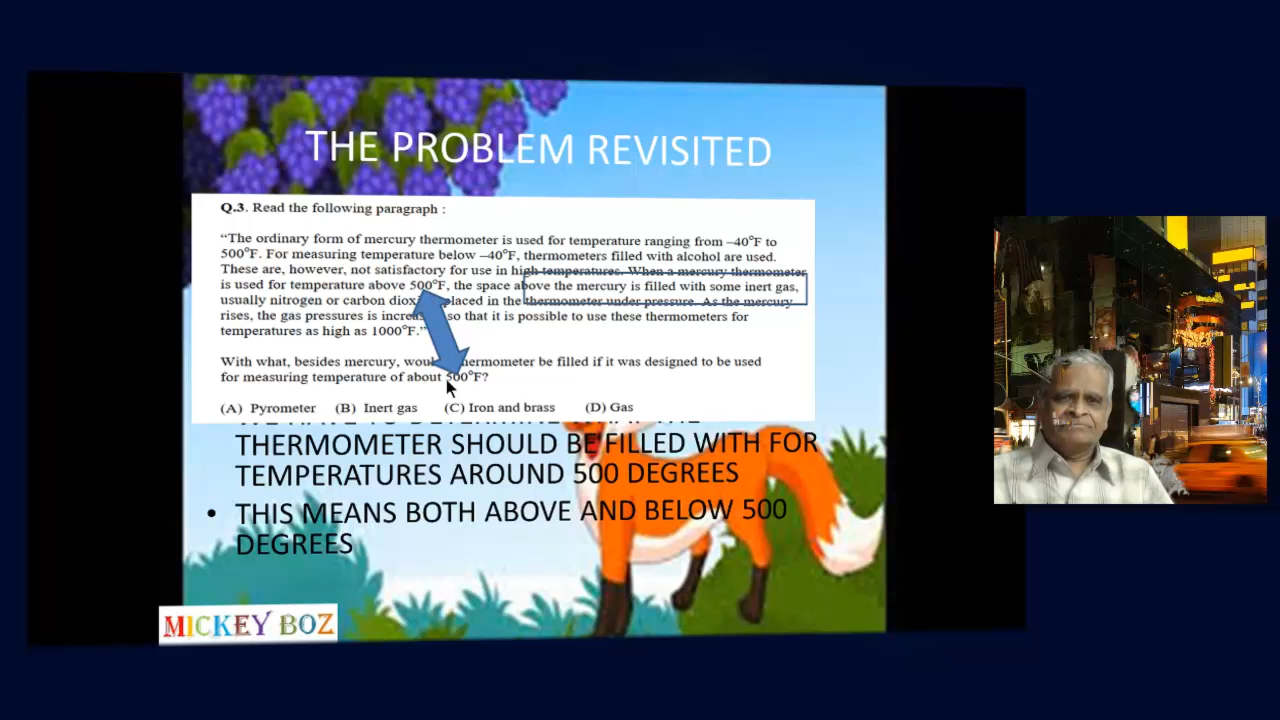 THE PROBLEM REVISITED
Q.3. Read the following paragraph :
“The ordinary form of mercury thermometer is used for temperature ranging from –40°F to
500°F. For measuring temperature below –40°F, thermometers filled with alcohol are used.
These are, however, not satisfactory for use in high temperatures. When a mercury thermometer
is used for temperature above 500°F, the space above the mercury is filled with some inert gas,
usually nitrogen or carbon placed in the thermometer under pressure. As the mercury
rises, the gas pressures is so that it is possible to use these thermometers for
temperatures as high as 1000°F.”
With what, besides mercury, would thermometer be filled if it was designed to be used
for measuring temperature of about 500°F?
(A) Pyrometer (B) Inert gas (C) Iron and brass (D) Gas
THERMOMETER SHOULD BE FILLED WITH FOR
TEMPERATURES AROUND 500 DEGREES
• THIS MEANS BOTH ABOVE AND BELOW 500
DEGREES
MICKEY BOZ